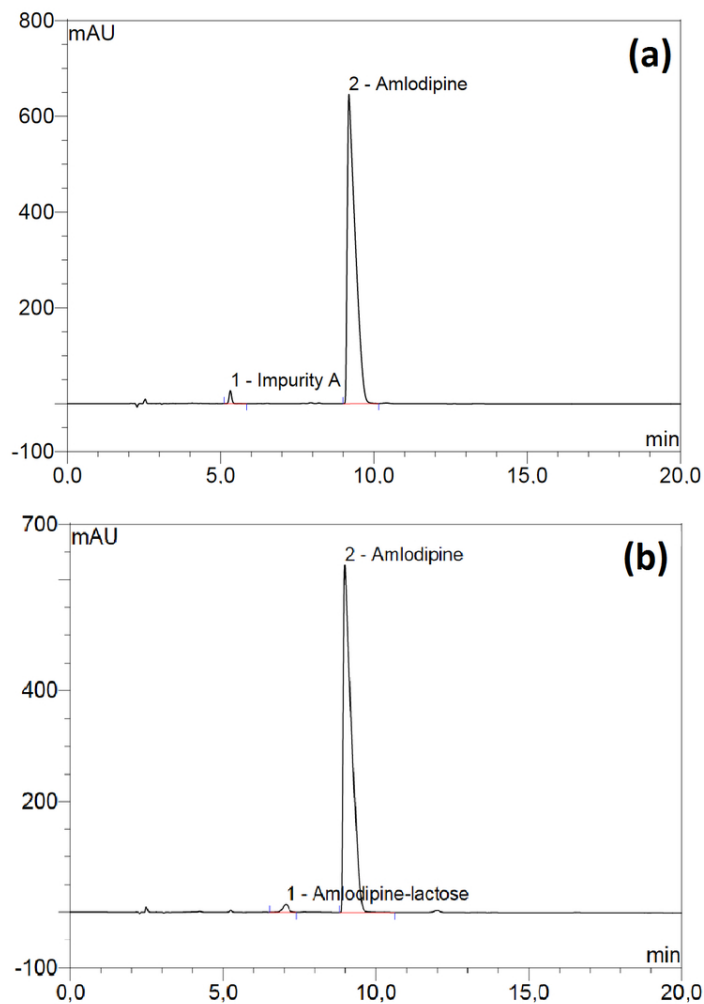 800
mAU
(a)
2 - Amlodipine
600
400
200
1 - Impurity A
-100
min
0,0
5,0
10,0
15,0
20,0
700
mAU
(b)
2 - Amlodipine
400
200
1 - Amlodipine-lactose
-100
min
0,0
5,0
10,0
15,0
20,0